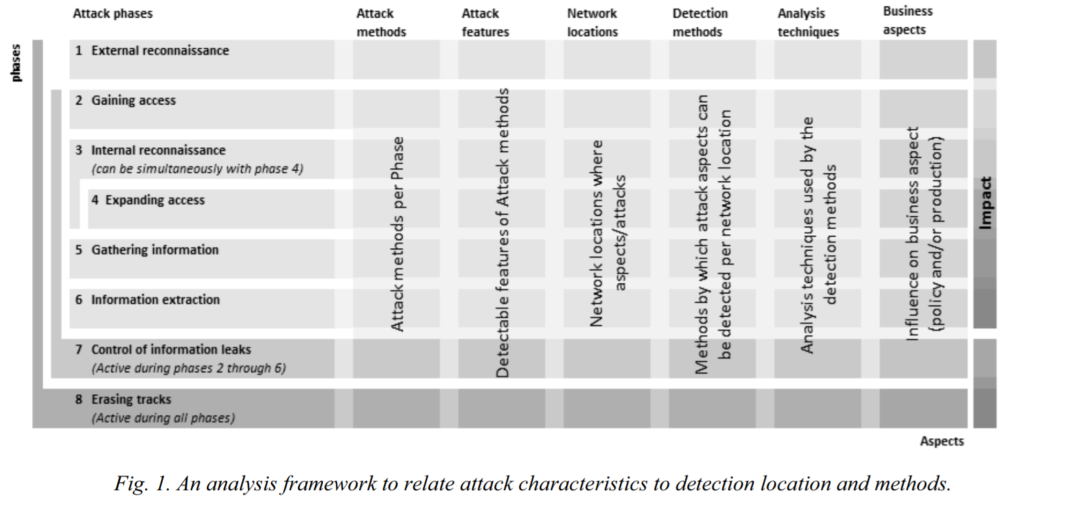 Attack phases
Attack
methods
Attack
features
Network
locations
Detection
methods
Analysis
techniques
Business
aspects
phases
1 External reconnaissance
2 Gaining access
3 Internal reconnaissance
(can be simultaneously with phase 4)
4 Expanding access
5 Gathering information
6 Information extraction
7 Control of information leaks
(Active during phases 2 through 6)
8 Erasing tracks
(Active during all phases)
Attack methods per Phase
Detectable features of Attack methods
Network locations where
aspects/attacks
Methods by which attack aspects can
be detected per network location
Analysis techniques used by the
detection methods
Influence on business aspect
(policy and/or production)
Impact
Aspects
Fig. 1. An analysis framework to relate attack characteristics to detection location and methods.